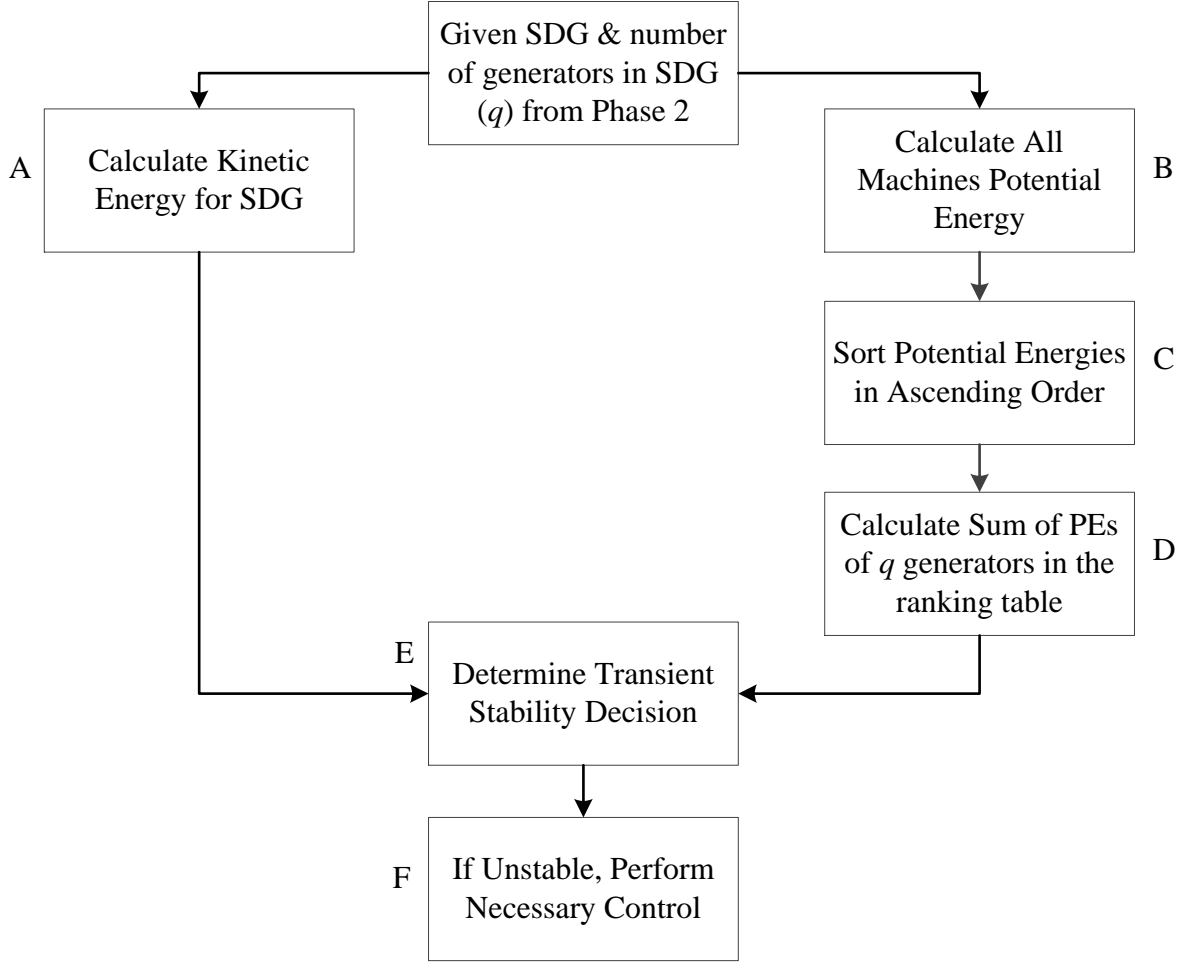 Given SDG & number
of generators in SDG
(q) from Phase 2
A
Calculate Kinetic
Energy for SDG
Calculate All
Machines Potential
Energy
B
Sort Potential Energies
in Ascending Order
C
Calculate Sum of PEs
of q generators in the
ranking table
D
E
Determine Transient
Stability Decision
F
If Unstable, Perform
Necessary Control